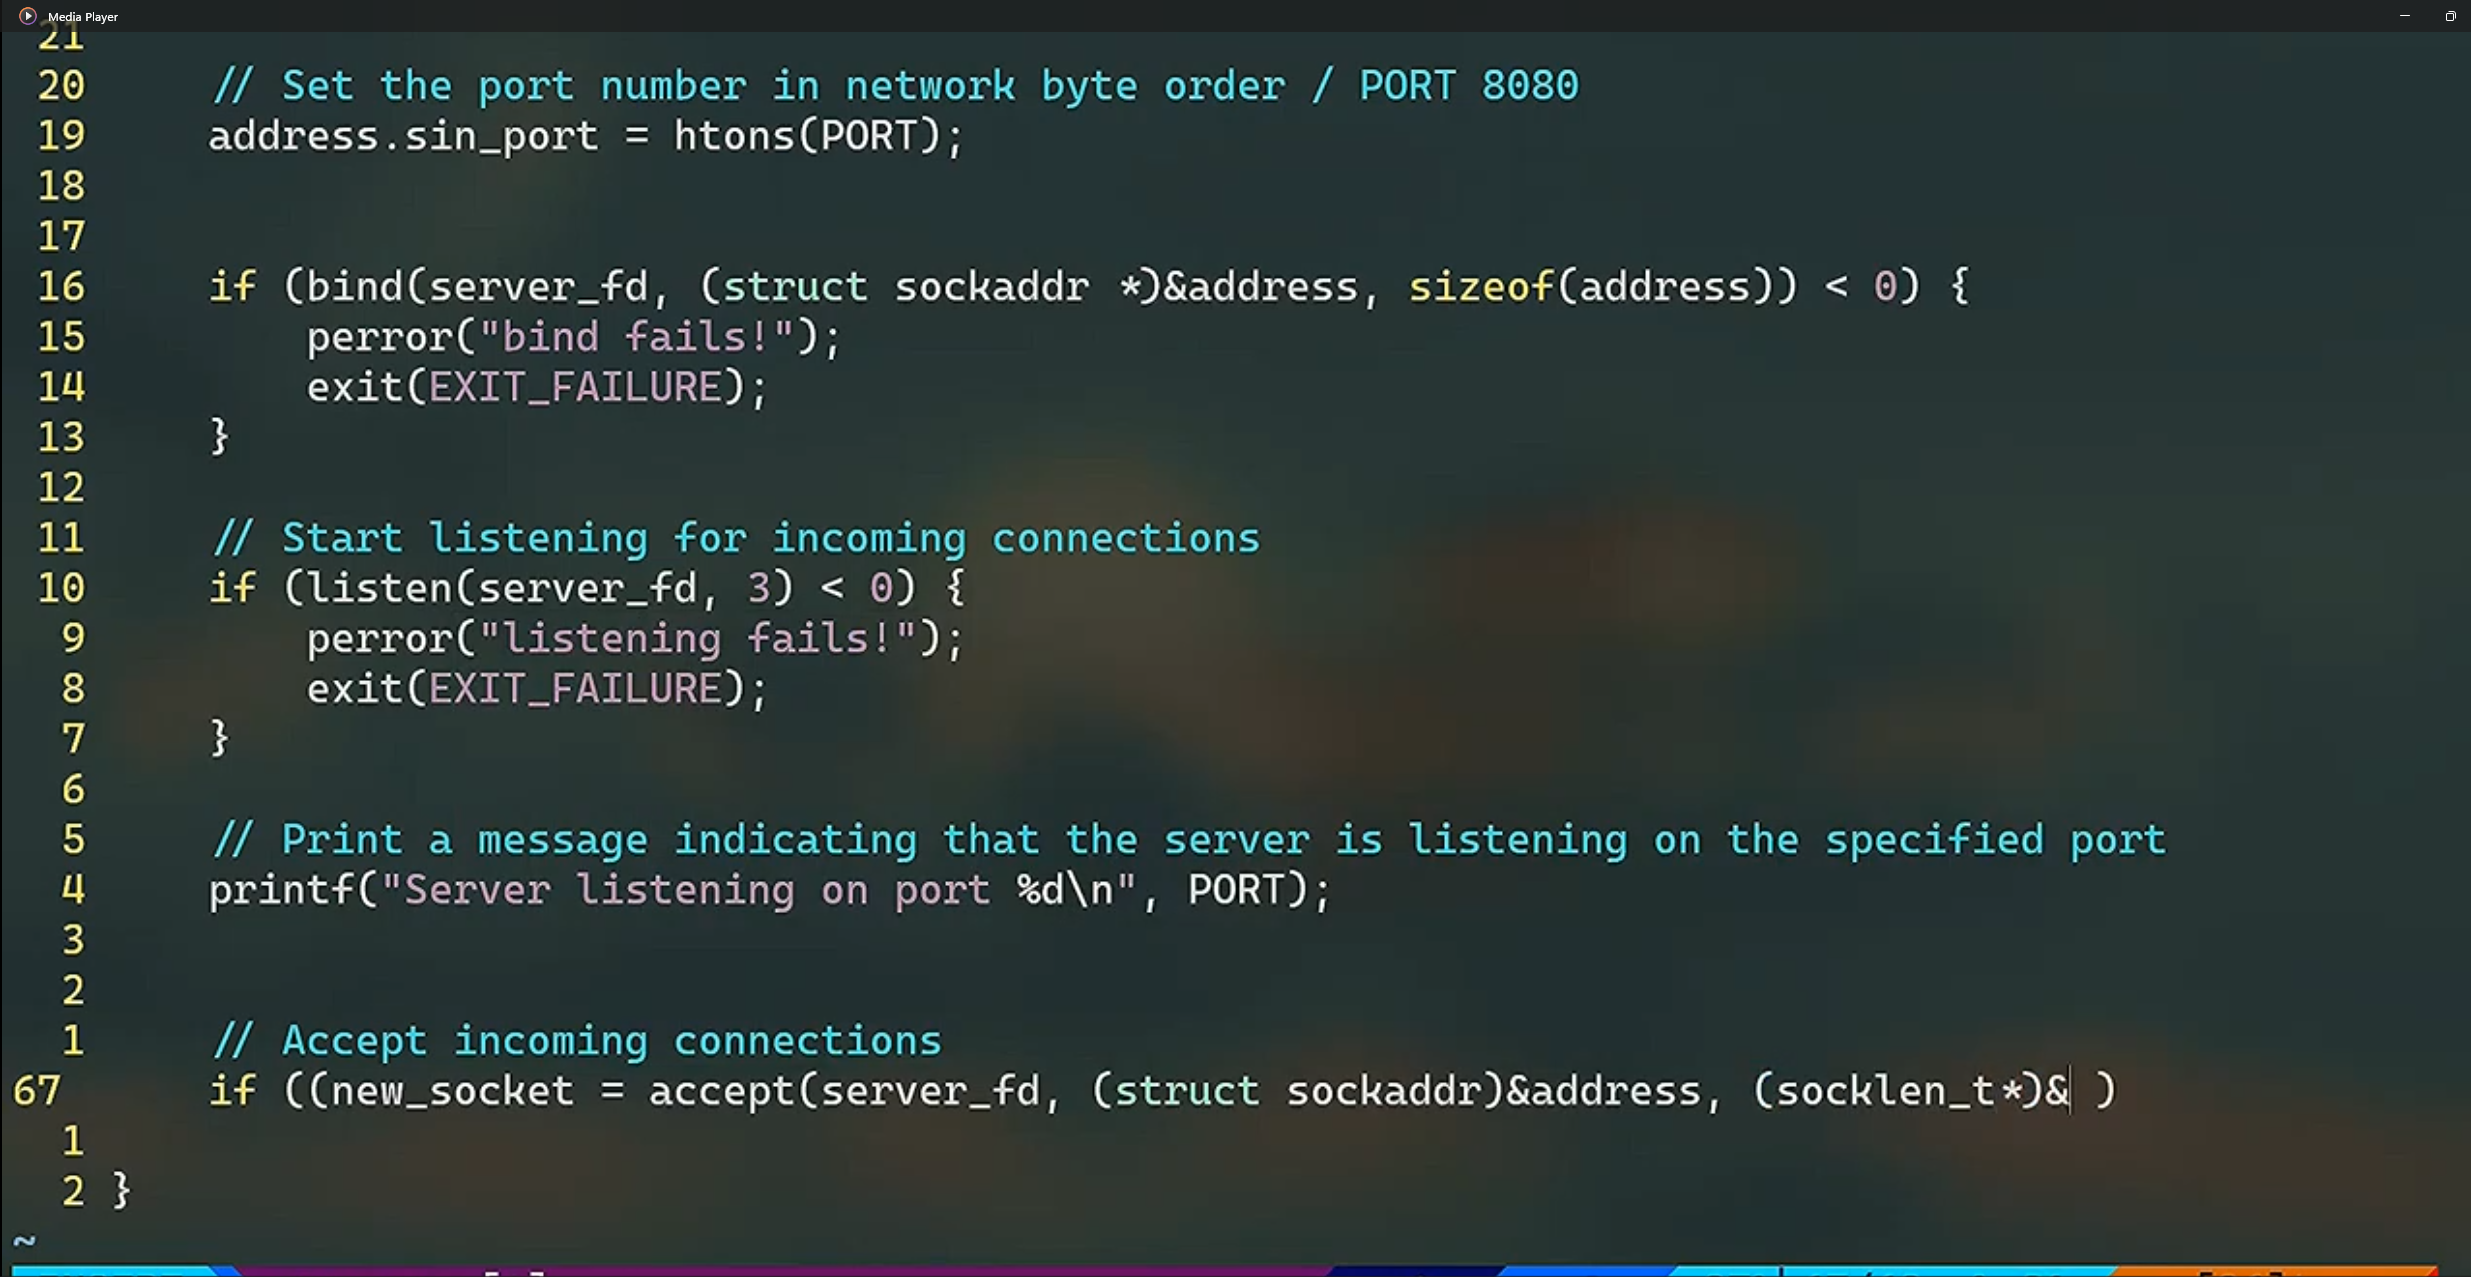 Media Player
21
20 // Set the port number in network byte order / PORT 8080
19 address.sin_port = htons(PORT);
18
17
16 if (bind(server_fd, (struct sockaddr *)&address, sizeof(address)) < 0) {
15 perror("bind fails!");
14 exit(EXIT_FAILURE);
13 }
12
11 // Start listening for incoming connections
10 if (listen(server_fd, 3) < 0) {
9 perror("listening fails!");
8 exit(EXIT_FAILURE);
7 }
6
5 // Print a message indicating that the server is listening on the specified port
4 printf("Server listening on port %d\n", PORT);
3
2
1 // Accept incoming connections
67 if ((new_socket = accept(server_fd, (struct sockaddr)&address, (socklen_t*)& )
1
2 }
~